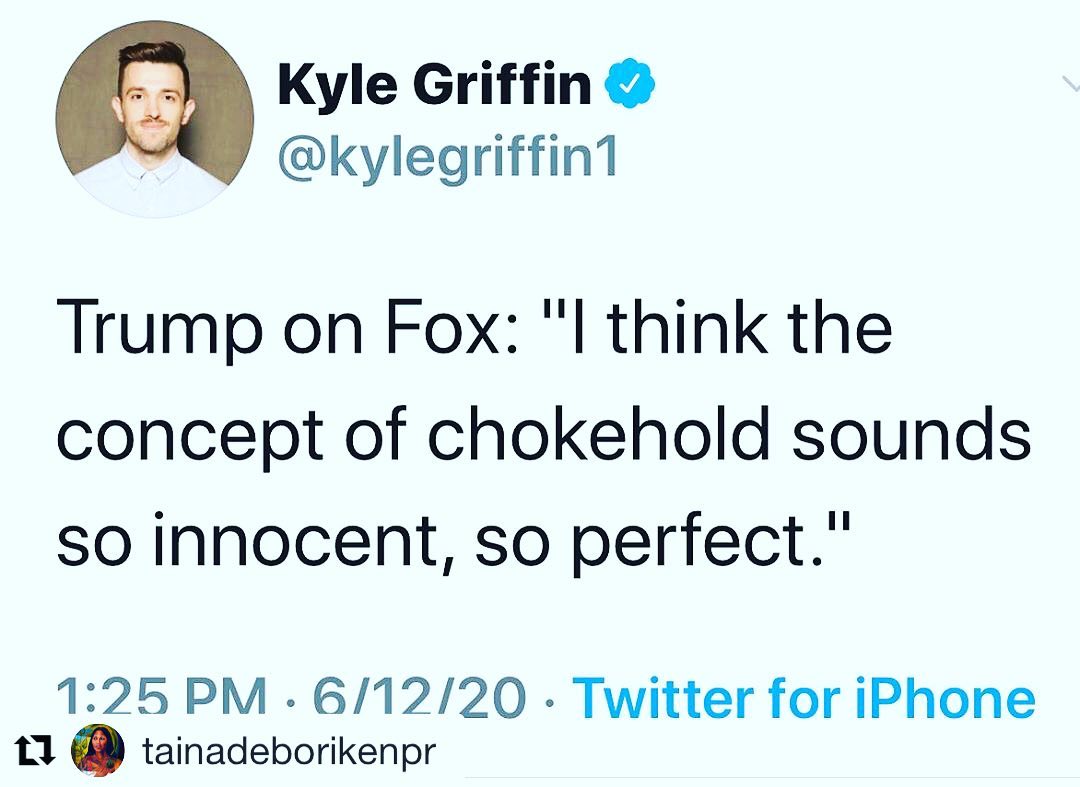 Kyle Griffin
@kylegriffin1
Trump on Fox: "I think the
concept of chokehold sounds
so innocent, so perfect."
1:25 PM · 6/12/20 · Twitter for iPhone
tainadeborikenpr